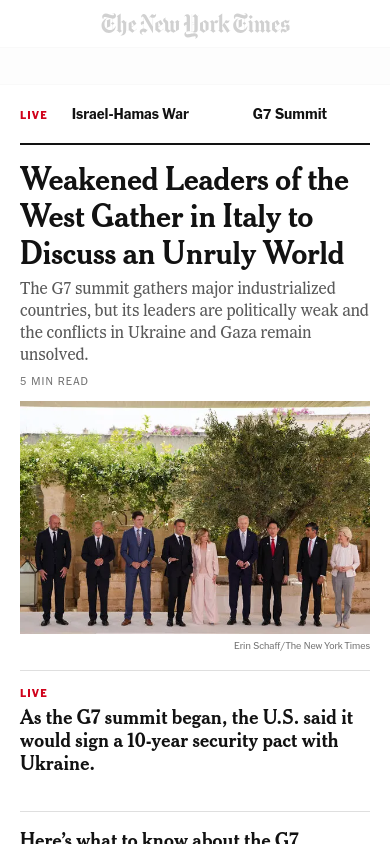 The New York Times
LIVE Israel-Hamas War G7 Summit
Weakened Leaders of the
West Gather in Italy to
Discuss an Unruly World
The G7 summit gathers major industrialized
countries, but its leaders are politically weak and
the conflicts in Ukraine and Gaza remain
unsolved.
5 MIN READ
Erin Schaff/The New York Times
LIVE
As the G7 summit began, the U.S. said it
would sign a 10-year security pact with
Ukraine.
Here’s what to know about the G7